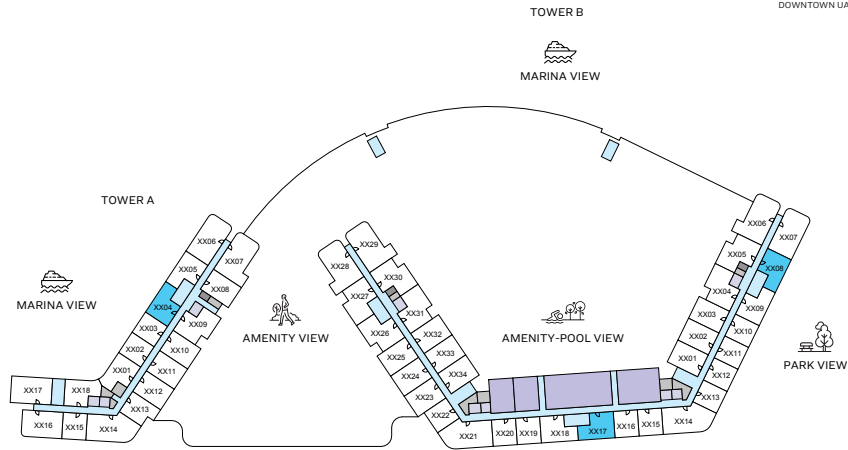 DOWNTOWN UA
TOWER B
MARINA VIEW
TOWER A
MARINA VIEW
AMENITY VIEW
AMENITY-POOL VIEW
PARK VIEW
XX06
XX07
XX05
XX08
XX04
XX09
XX03
XX10
XX02
XX11
XX01
XX12
XX17
XX18
XX13
XX16
XX15
XX14
XX29
XX28
XX30
XX27
XX31
XX26
XX32
XX25
XX33
XX24
XX34
XX23
XX22
XX21
XX20
XX19
XX18
XX17
XX16
XX15
XX14
XX06
XX07
XX05
XX08
XX04
XX09
XX03
XX10
XX02
XX11
XX01
XX12
XX13